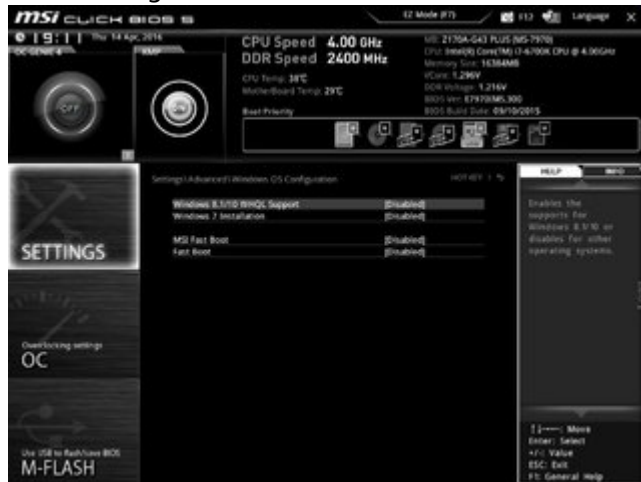 msi CLICK BIOS 5
EZ Mode (F7)
F12
Language
X
19:11
Thu 14 Apr, 2016
OC GENIE 4
XMP
OFF
CPU Speed 4.00 GHz
DDR Speed 2400 MHz
CPU Temp: 38°C
MotherBoard Temp: 29°C
MB: Z170A-G43 PLUS (MS-7970)
CPU: Intel(R) Core(TM) i7-6700K CPU @ 4.00GHz
Memory Size: 16384MB
VCore: 1.296V
DDR Voltage: 1.216V
BIOS Ver: E7970IMS.300
BIOS Build Date: 09/10/2015
Boot Priority
Settings\Advanced\Windows OS Configuration
HOT KEY
HELP
INFO
Windows 8.1/10 WHQL Support [Disabled]
Windows 7 Installation [Disabled]
MSI Fast Boot [Disabled]
Fast Boot [Disabled]
Enables the
supports for
Windows 8.1/10 or
disables for other
operating systems.
SETTINGS
Overclocking settings
OC
Use USB to flash/save BIOS
M-FLASH
Move
Enter: Select
+/-: Value
ESC: Exit
F1: General Help